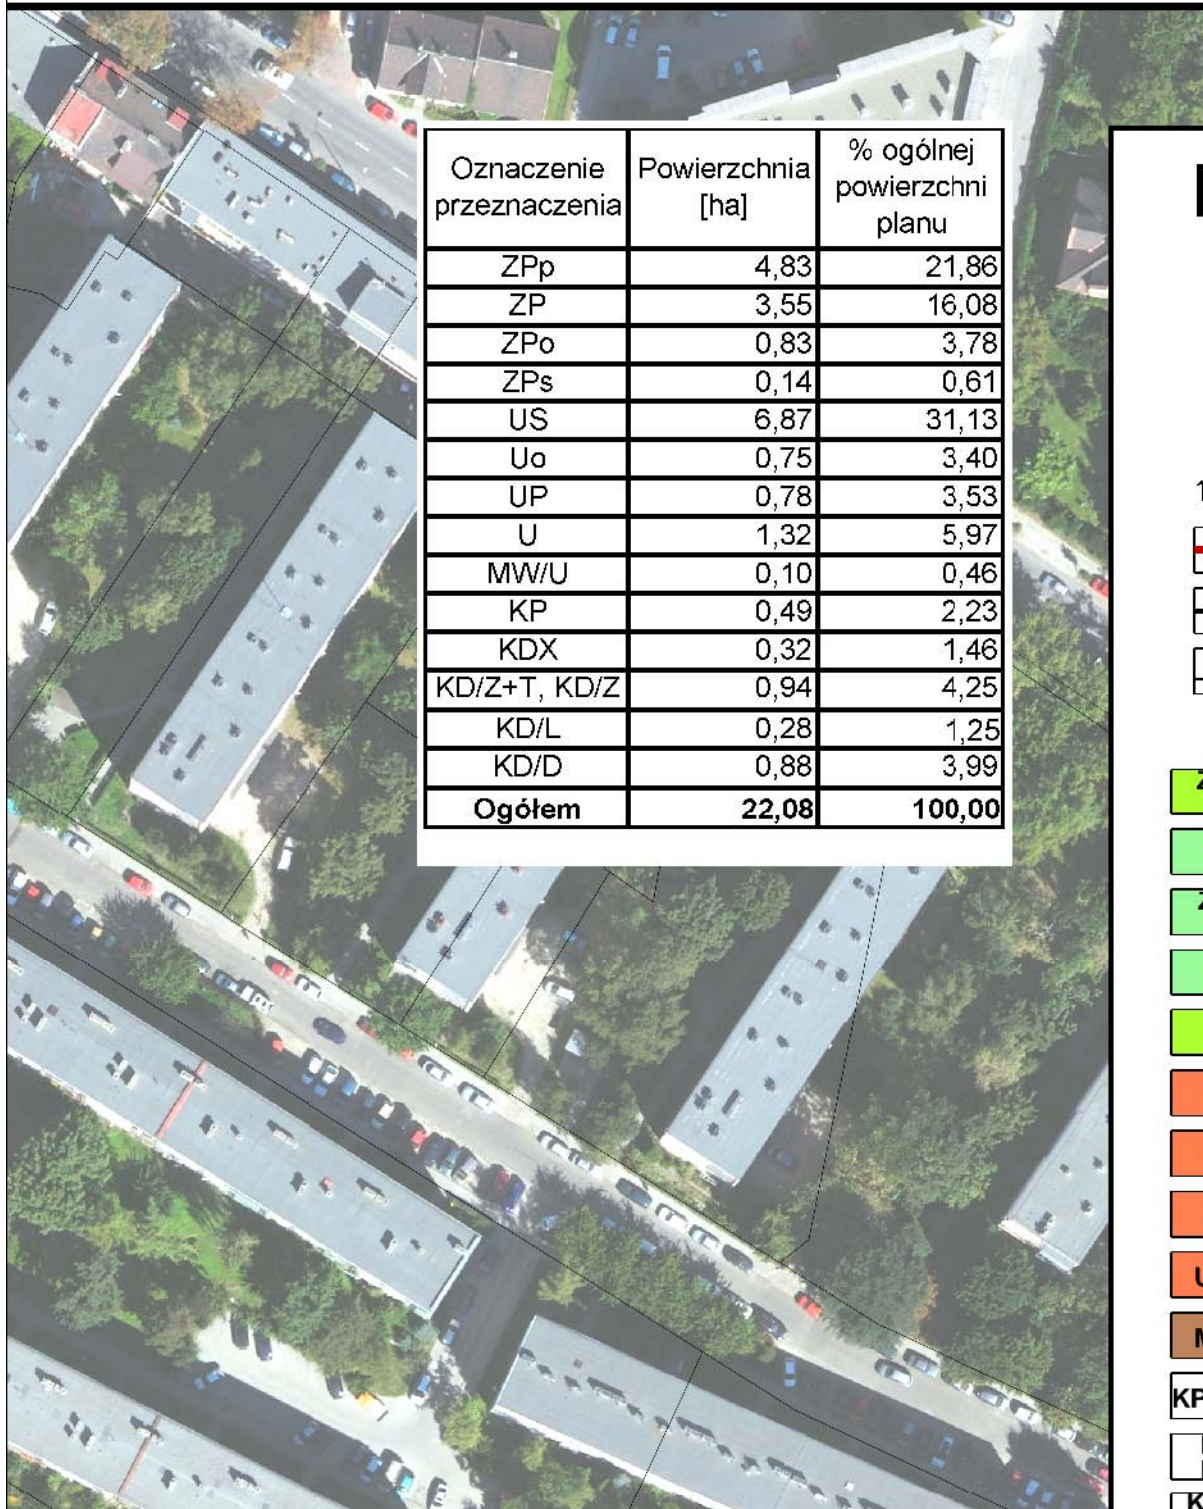 Oznaczenie przeznaczenia Powierzchnia [ha] % ogólnej powierzchni planu
ZPp 4,83 21,86
ZP 3,55 16,08
ZPo 0,83 3,78
ZPs 0,14 0,61
US 6,87 31,13
Uo 0,75 3,40
UP 0,78 3,53
U 1,32 5,97
MW/U 0,10 0,46
KP 0,49 2,23
KDX 0,32 1,46
KD/Z+T, KD/Z 0,94 4,25
KD/L 0,28 1,25
KD/D 0,88 3,99
Ogółem 22,08 100,00
KP